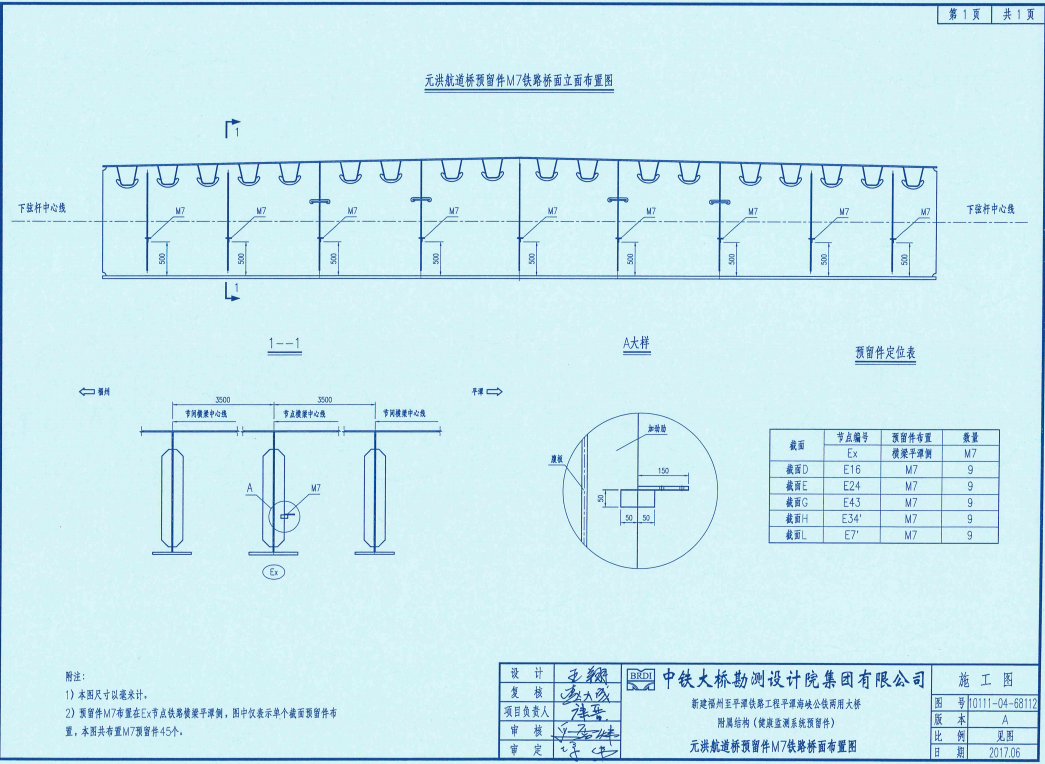 第 1 页 共 1 页
元洪航道桥预留件M7铁路桥面立面布置图
1
下弦杆中心线
下弦杆中心线
M7 M7 M7 M7 M7 M7 M7 M7 M7
500 500 500 500 500 500 500 500 500
1
1--1
A大样
预留件定位表
福州
平潭
3500 3500
节间横梁中心线 节点横梁中心线 节间横梁中心线
A M7
Ex
加劲肋
腹板
150
50
50 50
截面 节点编号 预留件布置 数量
Ex 横梁平潭侧 M7
截面D E16 M7 9
截面E E24 M7 9
截面G E43 M7 9
截面H E34' M7 9
截面L E7' M7 9
附注:
1）本图尺寸以毫米计。
2）预留件M7布置在Ex节点铁路横梁平潭侧，图中仅表示单个截面预留件布
置，本图共布置M7预留件45个。
设 计
复 核
项目负责人
审 核
审 定
BRDI 中铁大桥勘测设计院集团有限公司
新建福州至平潭铁路工程平潭海峡公铁两用大桥
附属结构（健康监测系统预留件）
元洪航道桥预留件M7铁路桥面布置图
施 工 图
图 号 10111-04-68112
版 本 A
比 例 见图
日 期 2017.06